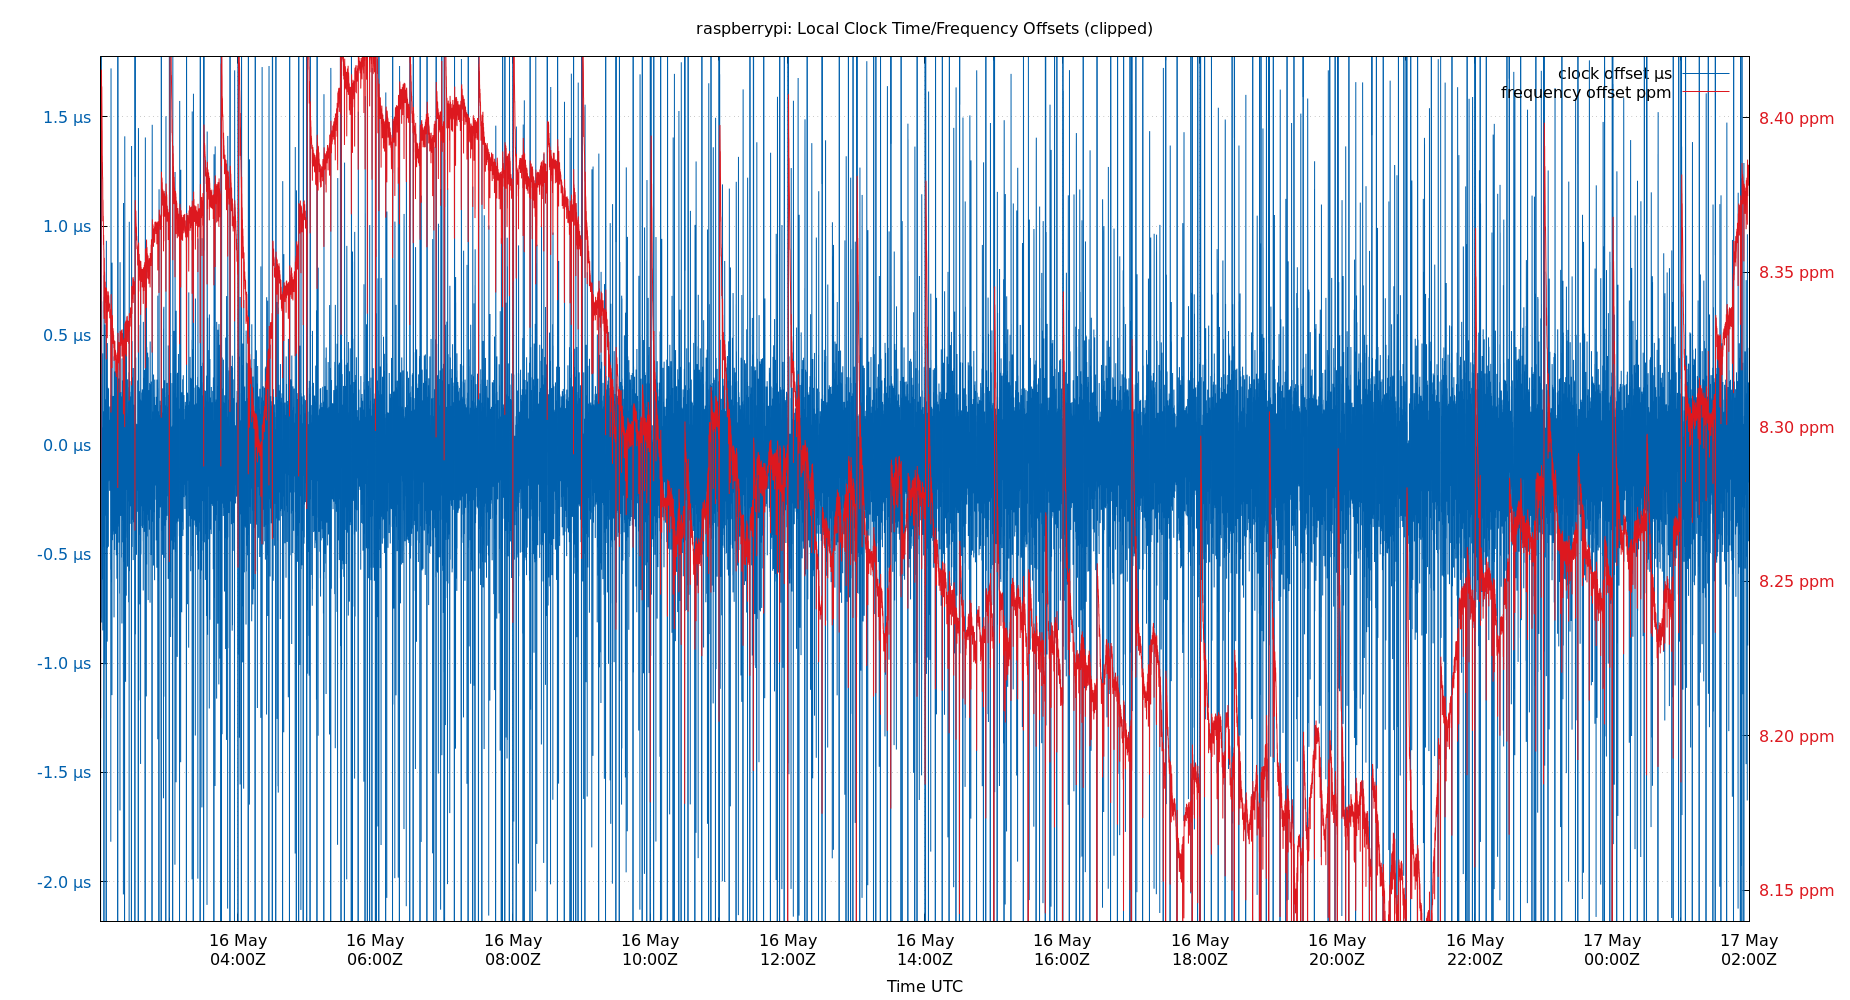 raspberrypi: Local Clock Time/Frequency Offsets (clipped)
clock offset µs
frequency offset ppm
1.5 µs
1.0 µs
0.5 µs
0.0 µs
-0.5 µs
-1.0 µs
-1.5 µs
-2.0 µs
8.40 ppm
8.35 ppm
8.30 ppm
8.25 ppm
8.20 ppm
8.15 ppm
16 May 16 May 16 May 16 May 16 May 16 May 16 May 16 May 16 May 16 May 17 May 17 May
04:00Z 06:00Z 08:00Z 10:00Z 12:00Z 14:00Z 16:00Z 18:00Z 20:00Z 22:00Z 00:00Z 02:00Z
Time UTC